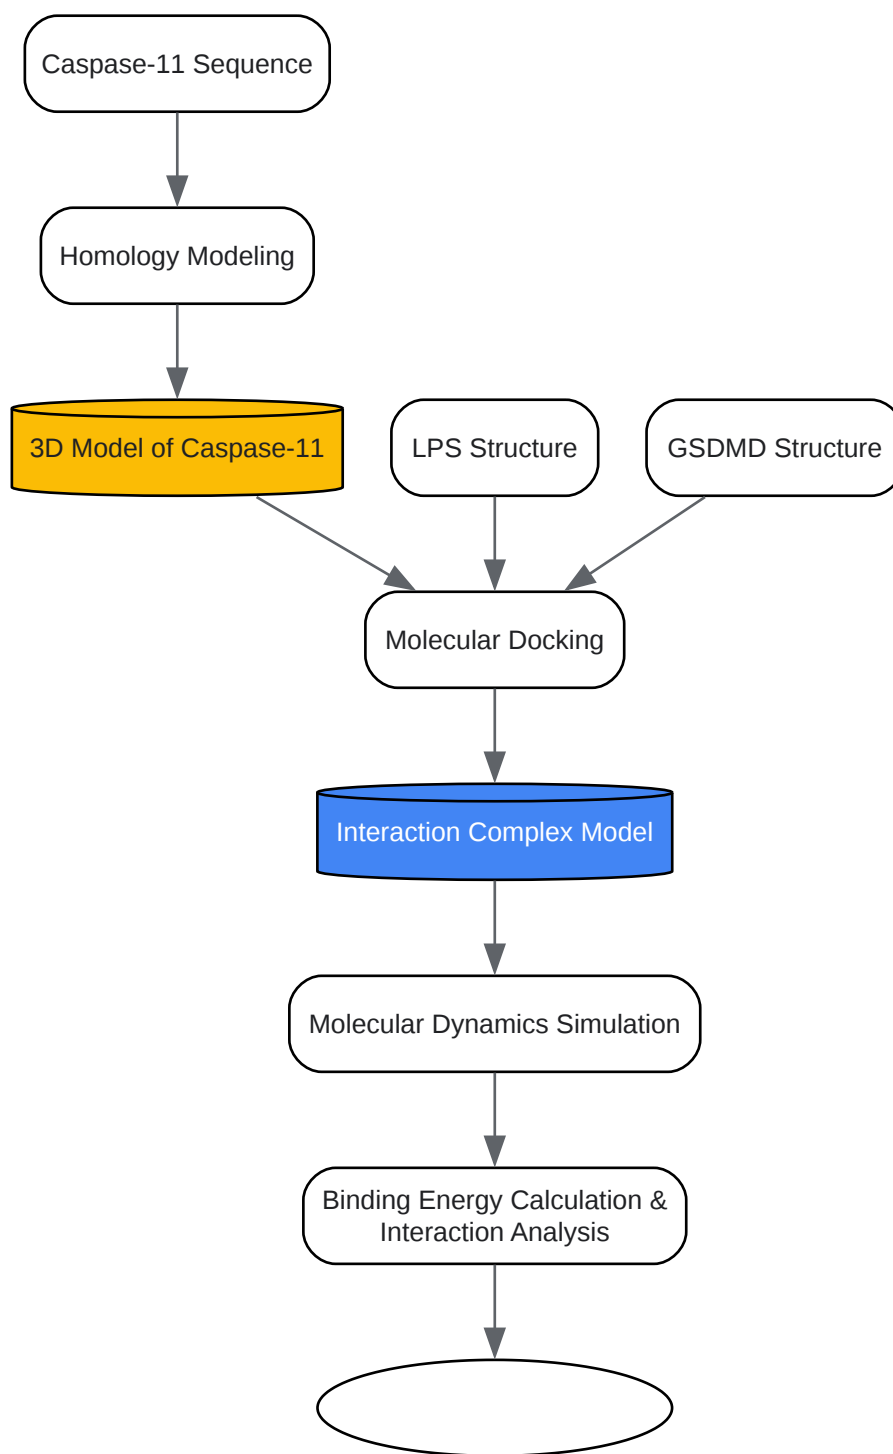 Caspase-11 Sequence
Homology Modeling
3D Model of Caspase-11
LPS Structure
GSDMD Structure
Molecular Docking
Interaction Complex Model
Molecular Dynamics Simulation
Binding Energy Calculation &
Interaction Analysis